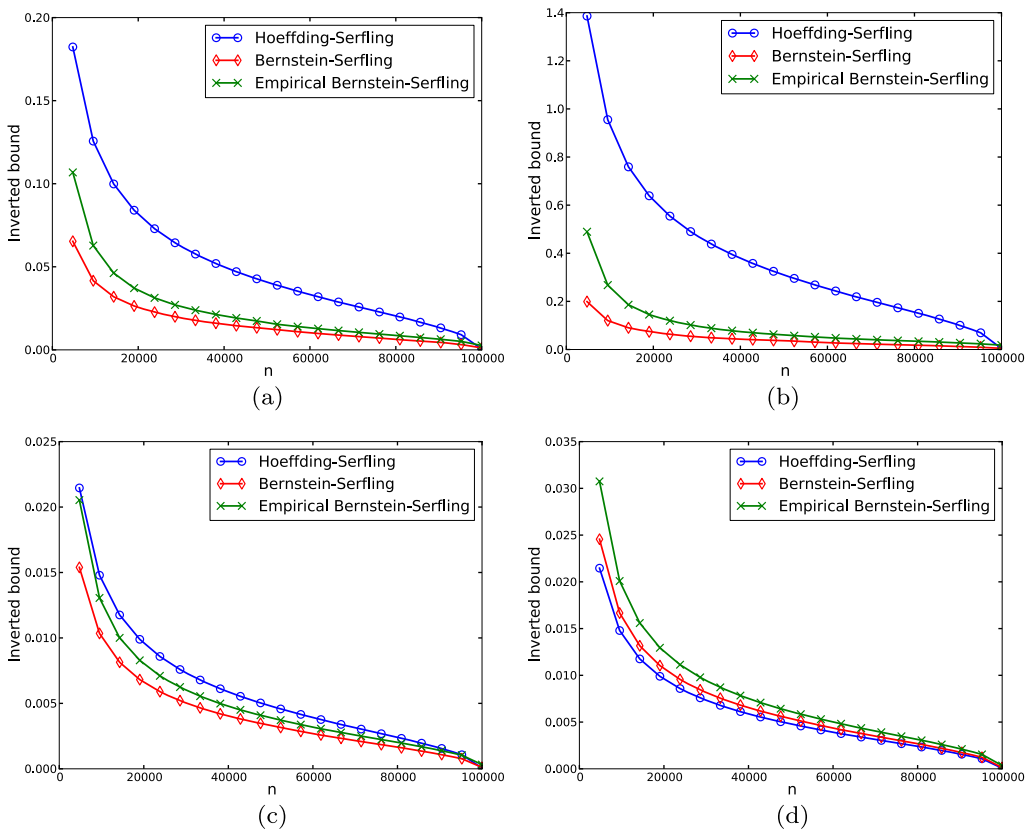 0.20
0.15
0.10
0.05
0.00
Inverted bound
Hoeffding-Serfling
Bernstein-Serfling
Empirical Bernstein-Serfling
0 20000 40000 60000 80000 100000
n
(a)
1.4
1.2
1.0
0.8
0.6
0.4
0.2
0.0
Inverted bound
Hoeffding-Serfling
Bernstein-Serfling
Empirical Bernstein-Serfling
0 20000 40000 60000 80000 100000
n
(b)
0.025
0.020
0.015
0.010
0.005
0.000
Inverted bound
Hoeffding-Serfling
Bernstein-Serfling
Empirical Bernstein-Serfling
0 20000 40000 60000 80000 100000
n
(c)
0.035
0.030
0.025
0.020
0.015
0.010
0.005
0.000
Inverted bound
Hoeffding-Serfling
Bernstein-Serfling
Empirical Bernstein-Serfling
0 20000 40000 60000 80000 100000
n
(d)